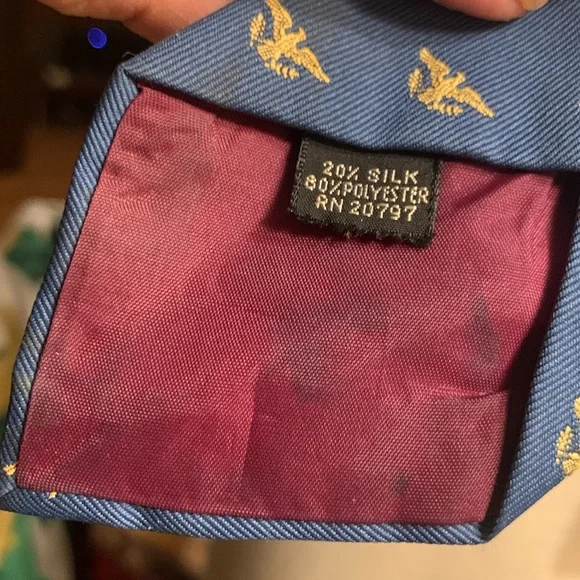 20% SILK
80% POLYESTER
RN 20797